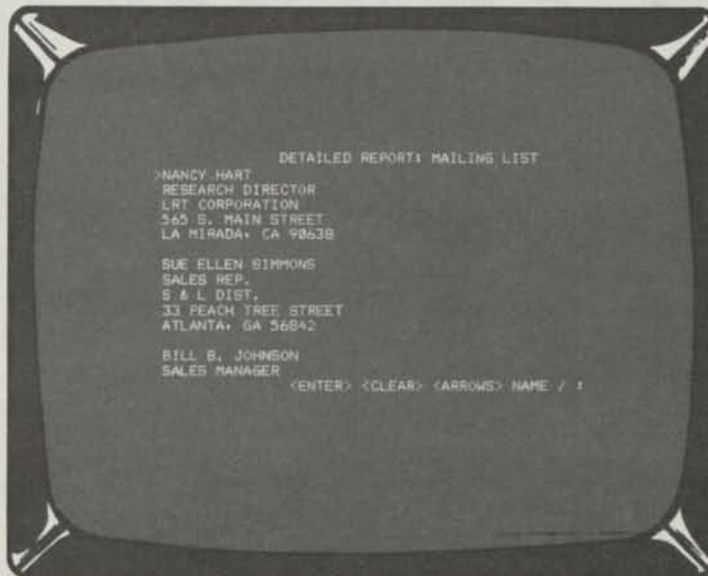 DETAILED REPORT: MAILING LIST
>NANCY HART
RESEARCH DIRECTOR
LRT CORPORATION
565 S. MAIN STREET
LA MIRADA, CA 90638
SUE ELLEN SIMMONS
SALES REP.
S & L DIST.
33 PEACH TREE STREET
ATLANTA, GA 56842
BILL B. JOHNSON
SALES MANAGER
<ENTER> <CLEAR> <ARROWS> NAME / :